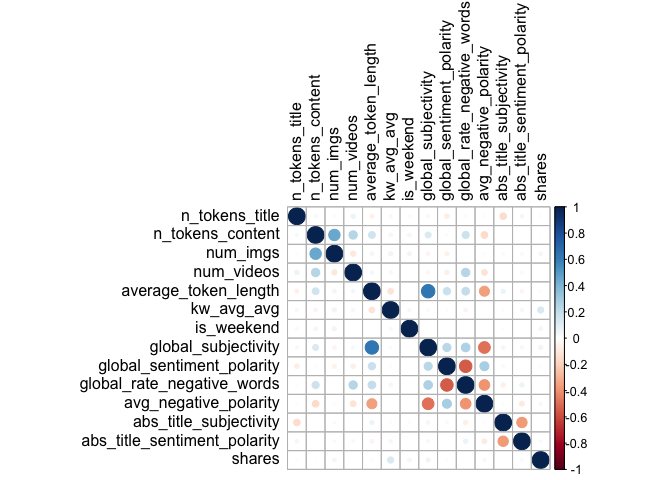 n_tokens_title
n_tokens_content
num_imgs
num_videos
average_token_length
kw_avg_avg
is_weekend
global_subjectivity
global_sentiment_polarity
global_rate_negative_words
avg_negative_polarity
abs_title_subjectivity
abs_title_sentiment_polarity
shares
n_tokens_title
n_tokens_content
num_imgs
num_videos
average_token_length
kw_avg_avg
is_weekend
global_subjectivity
global_sentiment_polarity
global_rate_negative_words
avg_negative_polarity
abs_title_subjectivity
abs_title_sentiment_polarity
shares
1
0.8
0.6
0.4
0.2
0
-0.2
-0.4
-0.6
-0.8
-1